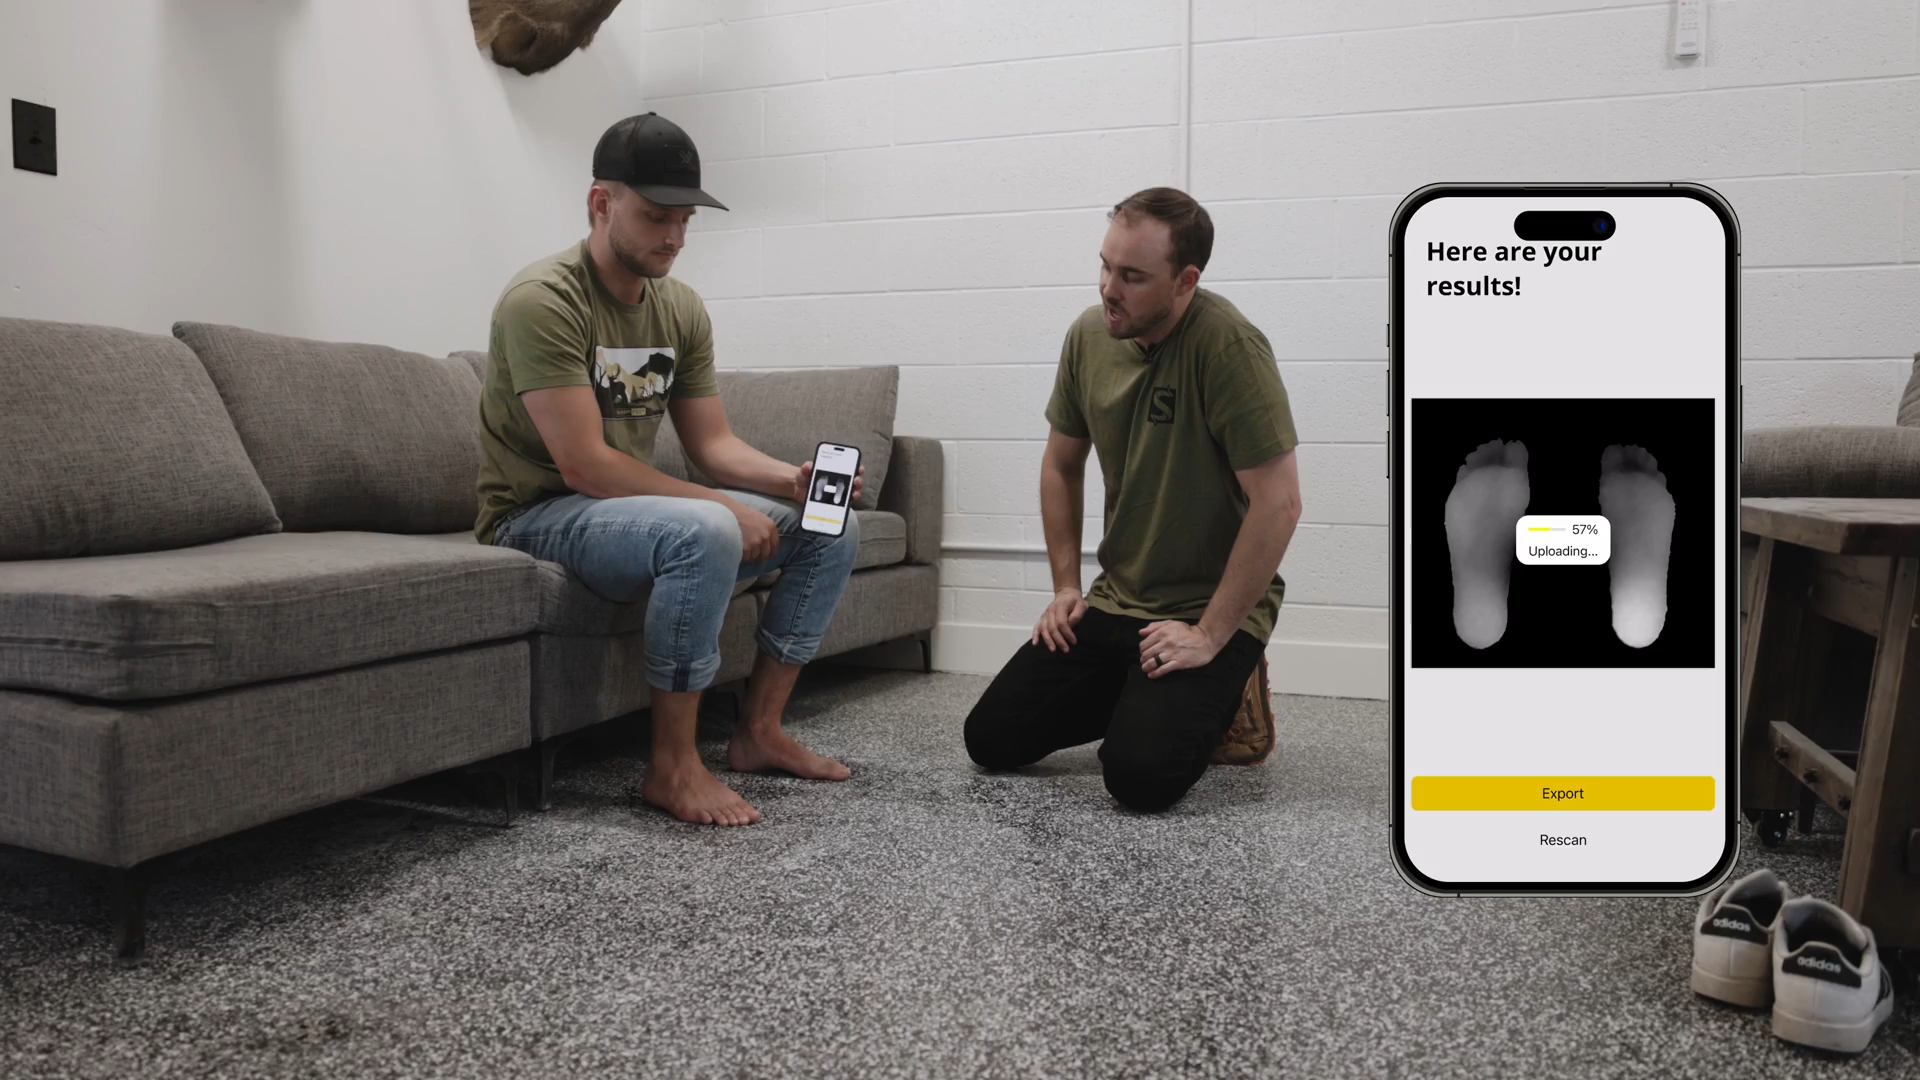 Here are your
results!
57%
Uploading...
Export
Rescan
adidas
adidas